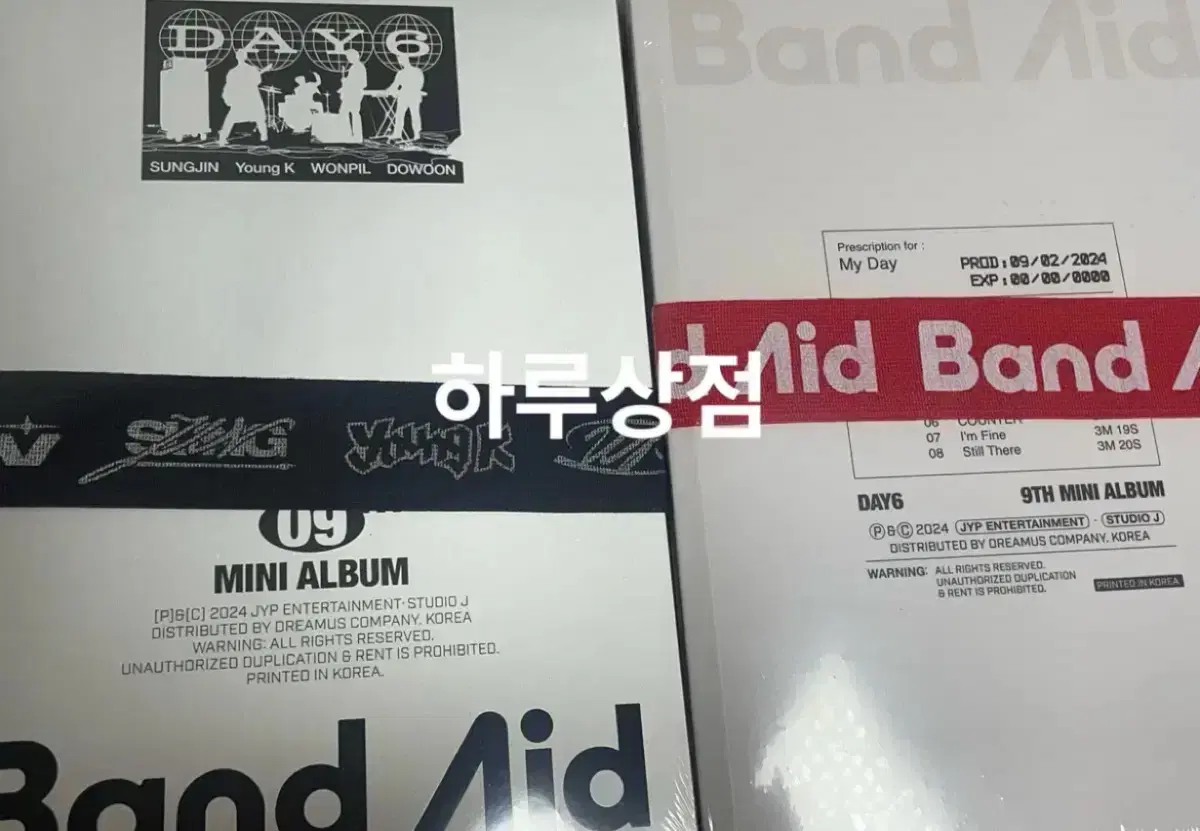 DAY6
SUNGJIN Young K WONPIL DOWOON
SUNG Young K
09
MINI ALBUM
[P]&[C] 2024 JYP ENTERTAINMENT·STUDIO J
DISTRIBUTED BY DREAMUS COMPANY. KOREA
WARNING: ALL RIGHTS RESERVED.
UNAUTHORIZED DUPLICATION & RENT IS PROHIBITED.
PRINTED IN KOREA.
Band Aid
하루상점
Band Aid
Prescription for :
My Day
PROD : 09/02/2024
EXP : 00/00/0000
d Aid Band A
06 COUNTER
07 I'm Fine 3M 19S
08 Still There 3M 20S
DAY6 9TH MINI ALBUM
Ⓟ&Ⓒ 2024 JYP ENTERTAINMENT · STUDIO J
DISTRIBUTED BY DREAMUS COMPANY. KOREA
WARNING: ALL RIGHTS RESERVED.
UNAUTHORIZED DUPLICATION
& RENT IS PROHIBITED.
PRINTED IN KOREA